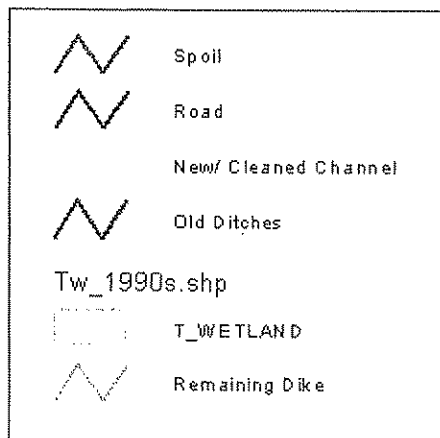 Spoil
Road
New/ Cleaned Channel
Old Ditches
Tw_1990s.shp
T_WETLAND
Remaining Dike